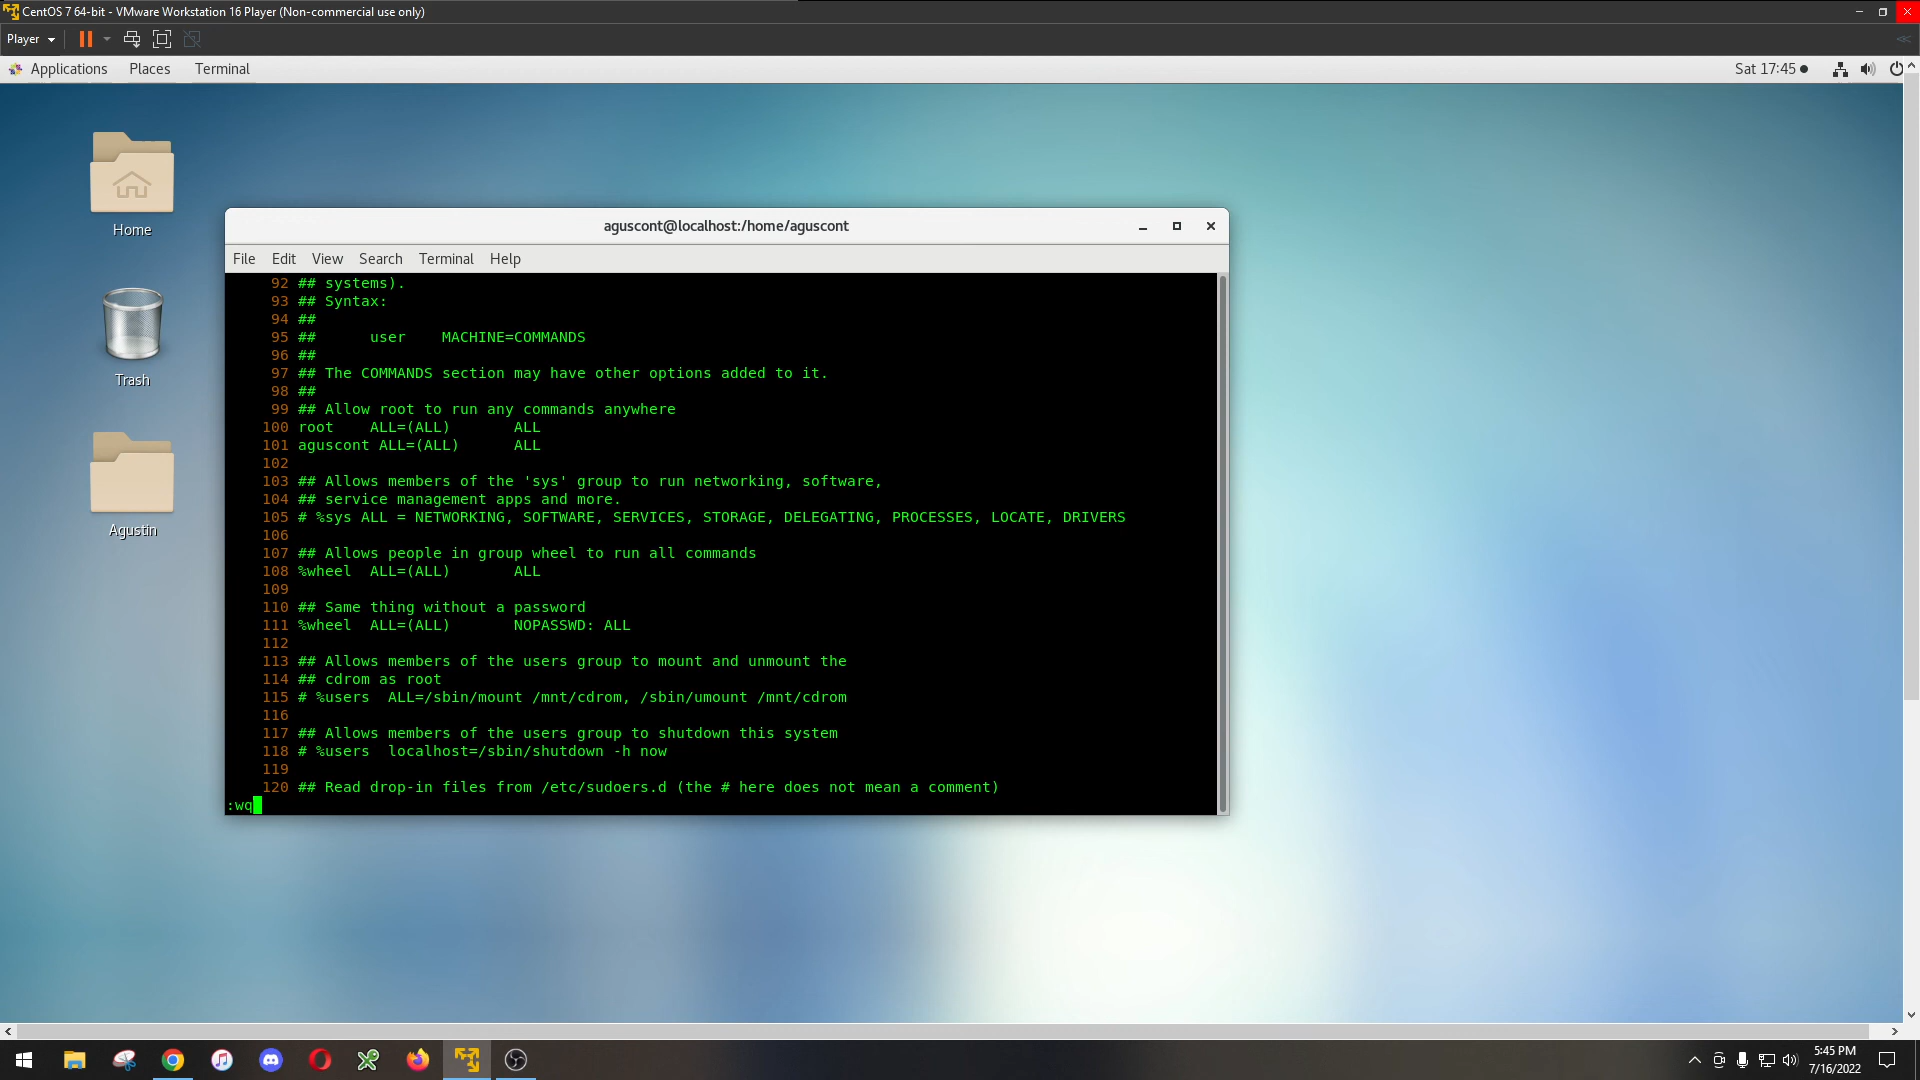 CentOS 7 64-bit - VMware Workstation 16 Player (Non-commercial use only)
Player
Applications Places Terminal Sat 17:45
Home
Trash
Agustin
aguscont@localhost:/home/aguscont
File Edit View Search Terminal Help
92 ## systems).
93 ## Syntax:
94 ##
95 ##      user    MACHINE=COMMANDS
96 ##
97 ## The COMMANDS section may have other options added to it.
98 ##
99 ## Allow root to run any commands anywhere
100 root    ALL=(ALL)       ALL
101 aguscont ALL=(ALL)      ALL
102
103 ## Allows members of the 'sys' group to run networking, software,
104 ## service management apps and more.
105 # %sys ALL = NETWORKING, SOFTWARE, SERVICES, STORAGE, DELEGATING, PROCESSES, LOCATE, DRIVERS
106
107 ## Allows people in group wheel to run all commands
108 %wheel  ALL=(ALL)       ALL
109
110 ## Same thing without a password
111 %wheel  ALL=(ALL)       NOPASSWD: ALL
112
113 ## Allows members of the users group to mount and unmount the
114 ## cdrom as root
115 # %users  ALL=/sbin/mount /mnt/cdrom, /sbin/umount /mnt/cdrom
116
117 ## Allows members of the users group to shutdown this system
118 # %users  localhost=/sbin/shutdown -h now
119
120 ## Read drop-in files from /etc/sudoers.d (the # here does not mean a comment)
:wq
5:45 PM
7/16/2022